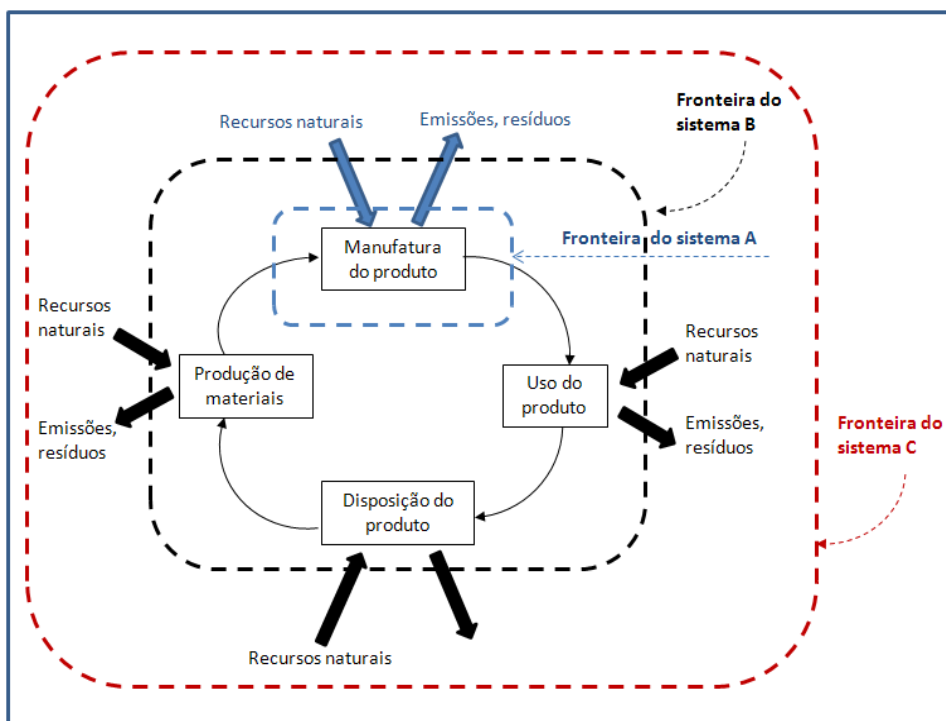 Recursos naturais
Emissões, resíduos
Fronteira do
sistema B
Manufatura
do produto
Fronteira do sistema A
Recursos
naturais
Produção de
materiais
Emissões,
resíduos
Uso do
produto
Recursos
naturais
Emissões,
resíduos
Fronteira do
sistema C
Disposição do
produto
Recursos naturais